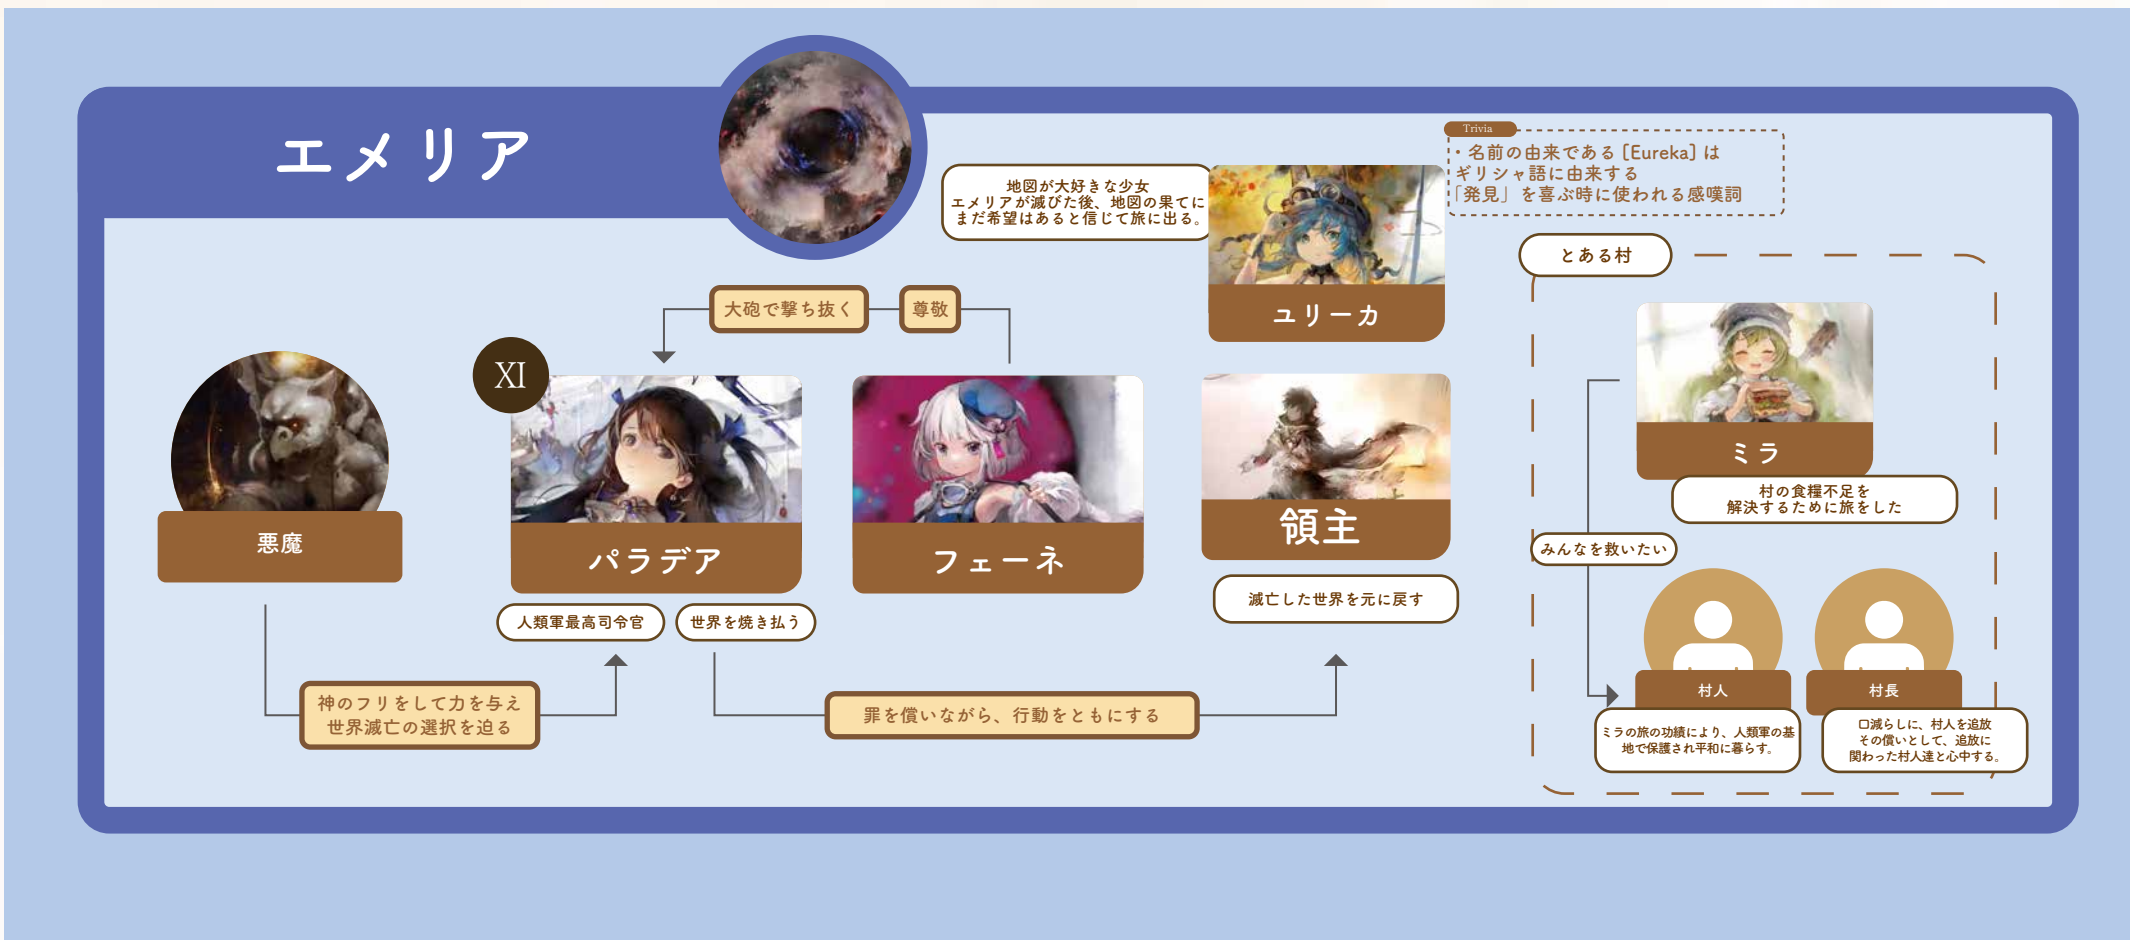 エメリア
地図が大好きな少女
エメリアが滅びた後、地図の果てに
まだ希望はあると信じて旅に出る。
ユリーカ
Trivia
・名前の由来である [Eureka] は
ギリシャ語に由来する
「発見」を喜ぶ時に使われる感嘆詞
とある村
大砲で撃ち抜く
尊敬
XI
悪魔
パラデア
フェーネ
領主
ミラ
村の食糧不足を
解決するために旅をした
みんなを救いたい
滅亡した世界を元に戻す
人類軍最高司令官
世界を焼き払う
神のフリをして力を与え
世界滅亡の選択を迫る
罪を償いながら、行動をともにする
村人
村長
ミラの旅の功績により、人類軍の基
地で保護され平和に暮らす。
口減らしに、村人を追放
その償いとして、追放に
関わった村人達と心中する。